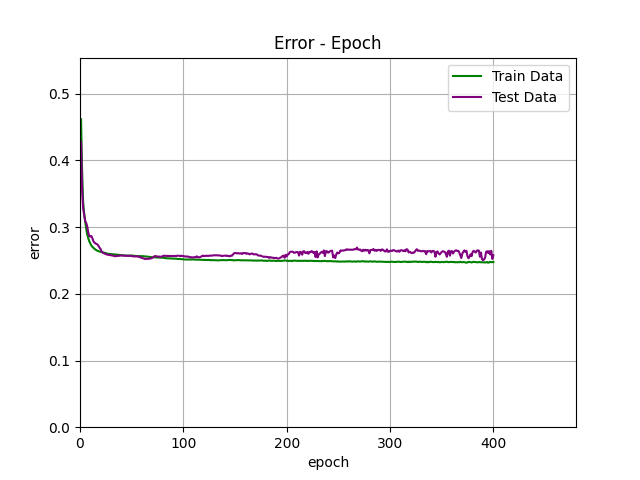 Error - Epoch
Train Data
Test Data
error
0.5
0.4
0.3
0.2
0.1
0.0
0
100
200
300
400
epoch